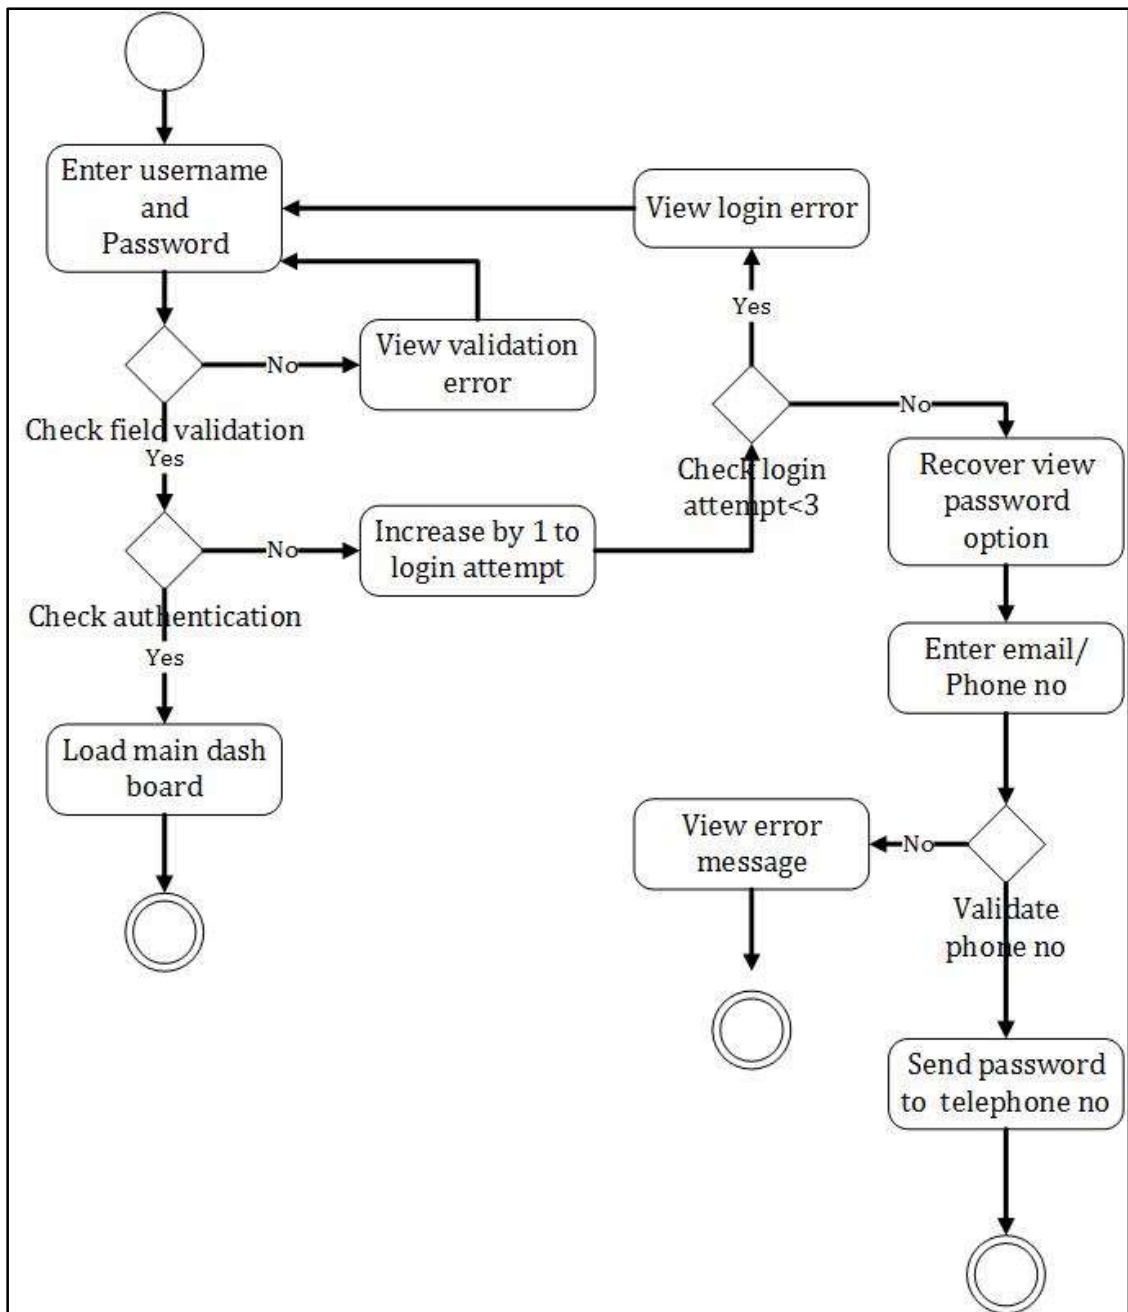 Enter username
and
Password
View login error
Yes
No
View validation
error
No
Check field validation
Yes
Check login
attempt<3
Recover view
password
option
No
Increase by 1 to
login attempt
Check authentication
Yes
Enter email/
Phone no
Load main dash
board
View error
message
No
Validate
phone no
Send password
to telephone no